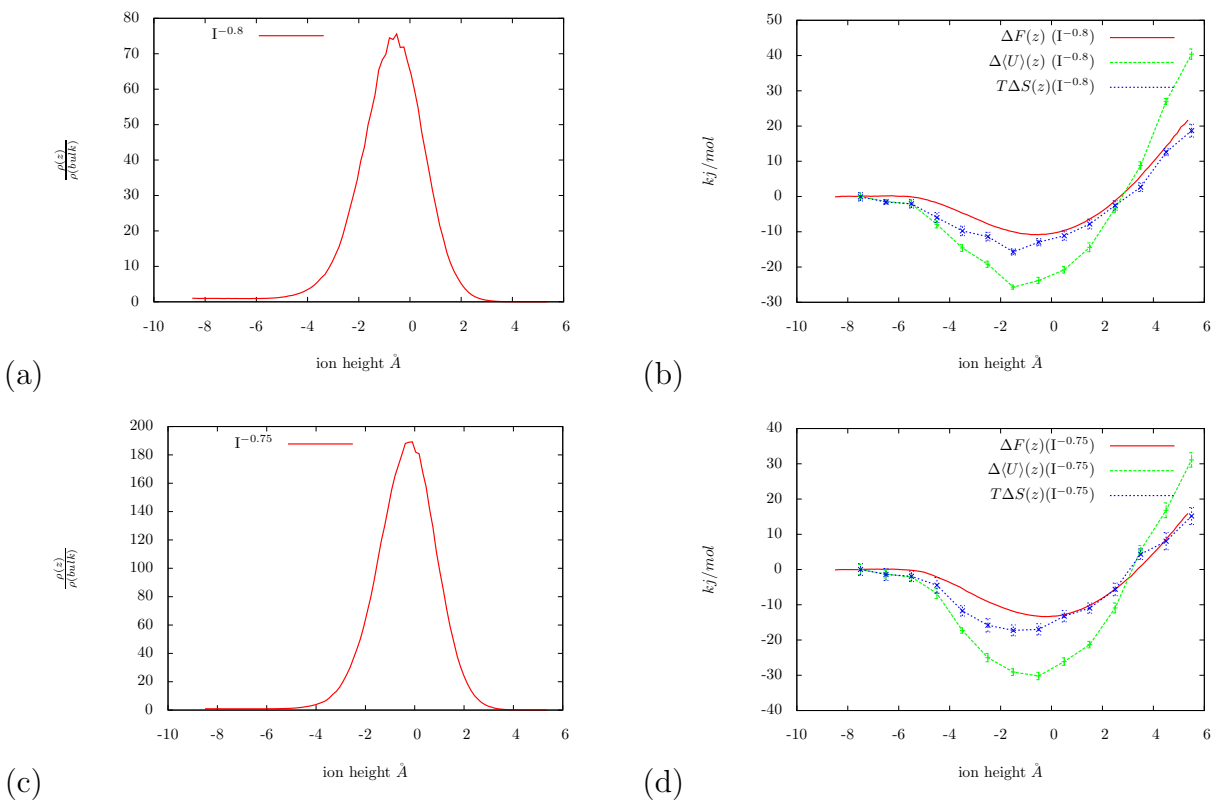 80
70
60
50
40
30
20
10
0
-10 -8 -6 -4 -2 0 2 4 6
I^{-0.8}
ρ(z)
ρ(bulk)
ion height Å
(a)
50
40
30
20
10
0
-10
-20
-30
-10 -8 -6 -4 -2 0 2 4 6
ΔF(z) (I^{-0.8})
Δ⟨U⟩(z) (I^{-0.8})
TΔS(z)(I^{-0.8})
kj/mol
ion height Å
(b)
200
180
160
140
120
100
80
60
40
20
0
-10 -8 -6 -4 -2 0 2 4 6
I^{-0.75}
ρ(z)
ρ(bulk)
ion height Å
(c)
40
30
20
10
0
-10
-20
-30
-40
-10 -8 -6 -4 -2 0 2 4 6
ΔF(z)(I^{-0.75})
Δ⟨U⟩(z)(I^{-0.75})
TΔS(z)(I^{-0.75})
kj/mol
ion height Å
(d)